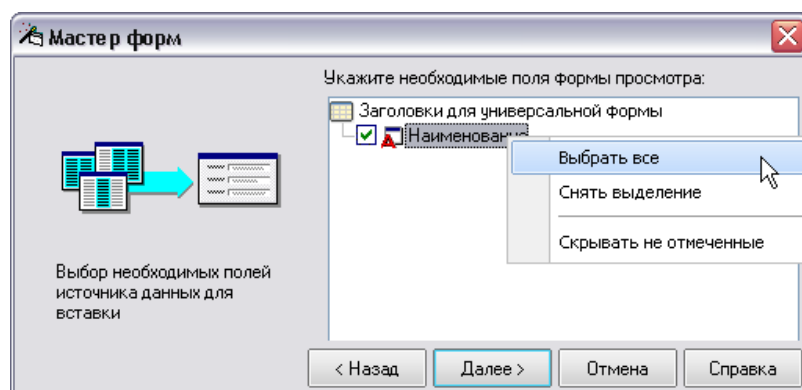 Мастер форм
Укажите необходимые поля формы просмотра:
Заголовки для универсальной формы
Наименование
Выбрать все
Снять выделение
Скрывать не отмеченные
Выбор необходимых полей
источника данных для
вставки
< Назад
Далее >
Отмена
Справка